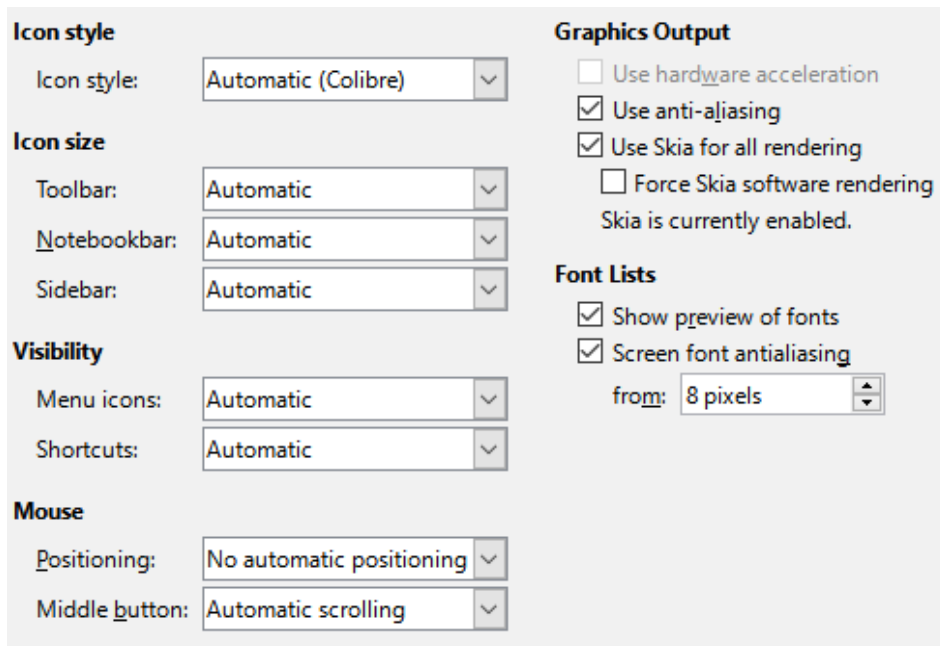 Icon style
Icon style:
Automatic (Colibre)
Icon size
Toolbar:
Automatic
Notebookbar:
Automatic
Sidebar:
Automatic
Visibility
Menu icons:
Automatic
Shortcuts:
Automatic
Mouse
Positioning:
No automatic positioning
Middle button:
Automatic scrolling
Graphics Output
Use hardware acceleration
Use anti-aliasing
Use Skia for all rendering
Force Skia software rendering
Skia is currently enabled.
Font Lists
Show preview of fonts
Screen font antialiasing
from:
8 pixels